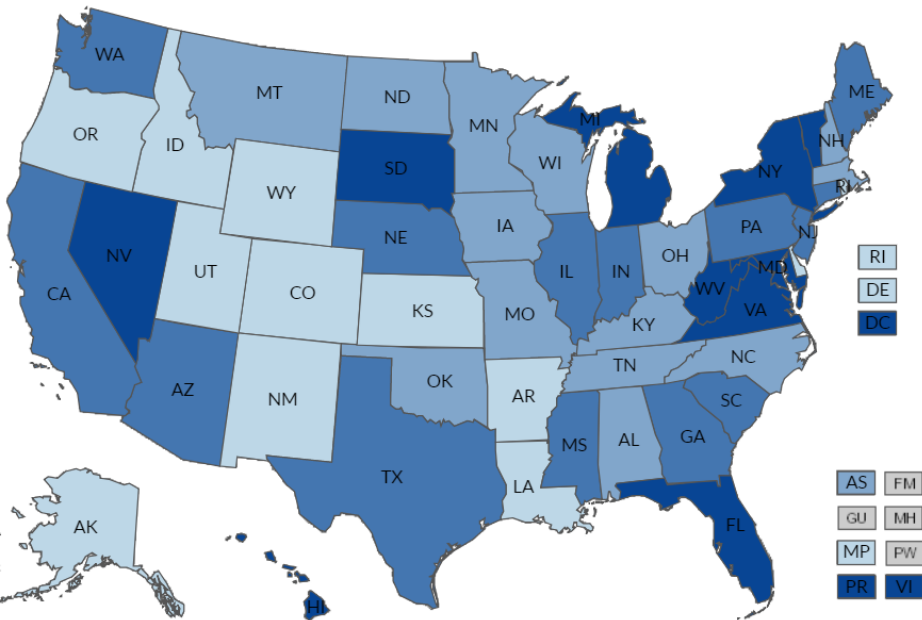 WA
MT
ND
MN
ME
OR
ID
WY
SD
WI
MI
NY
NH
RI
NV
UT
CO
NE
IA
IL
IN
OH
PA
NJ
CA
KS
MO
KY
WV
VA
MD
RI
DE
DC
AZ
NM
OK
AR
TN
NC
TX
LA
MS
AL
GA
SC
FL
AK
HI
AS FM
GU MH
MP PW
PR VI